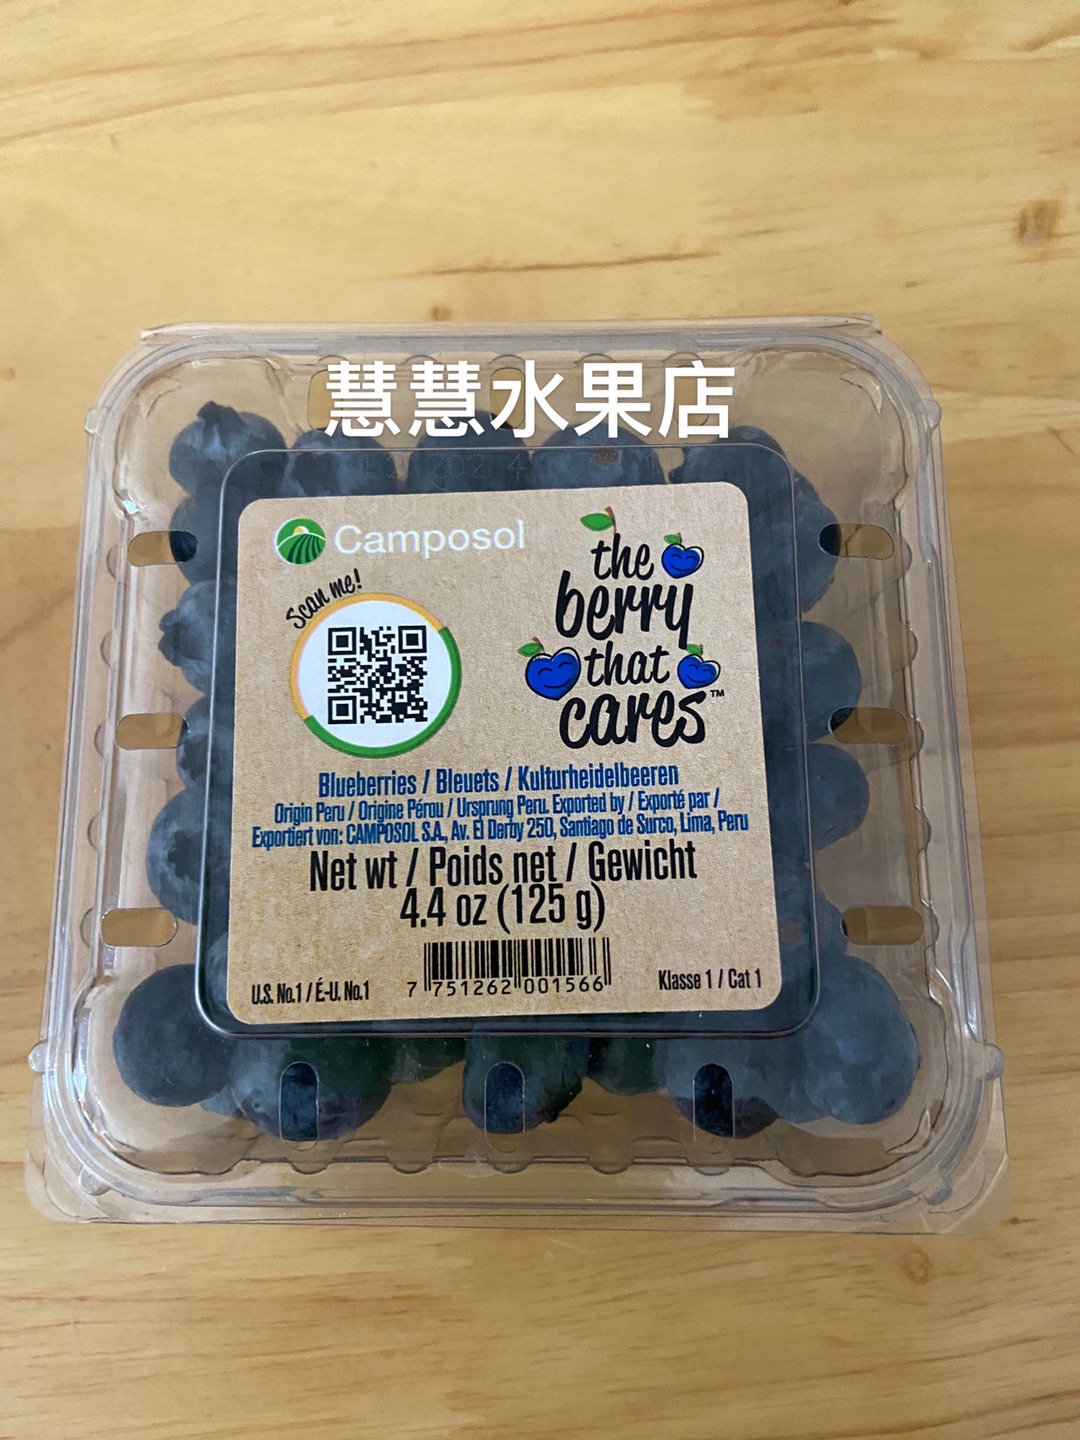 慧慧水果店
Camposol
Scan me!
the
berry
that
cares™
Blueberries / Bleuets / Kulturheidelbeeren
Origin Peru / Origine Pérou / Ursprung Peru. Exported by / Exporté par /
Exportiert von: CAMPOSOL S.A., Av. El Derby 250, Santiago de Surco, Lima, Peru
Net wt / Poids net / Gewicht
4.4 oz (125 g)
U.S. No.1 / É-U. No.1
7 751262 001566
Klasse 1 / Cat 1